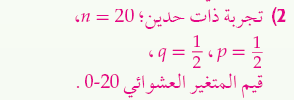 2) تجربة ذات حدين؛ n = 20،
p = 1/2 ، q = 1/2 ،
قيم المتغير العشوائي 20-0 .